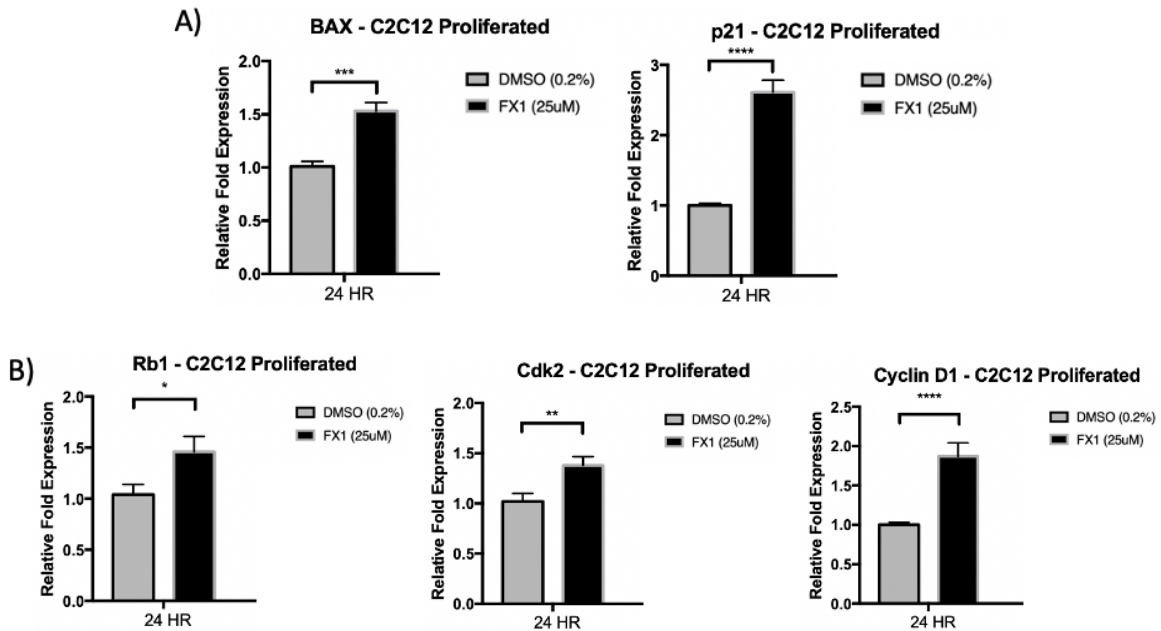 A)
BAX - C2C12 Proliferated
***
DMSO (0.2%)
FX1 (25uM)
Relative Fold Expression
2.0
1.5
1.0
0.5
0.0
24 HR
p21 - C2C12 Proliferated
****
DMSO (0.2%)
FX1 (25uM)
Relative Fold Expression
3
2
1
0
24 HR
B)
Rb1 - C2C12 Proliferated
*
DMSO (0.2%)
FX1 (25uM)
Relative Fold Expression
2.0
1.5
1.0
0.5
0.0
24 HR
Cdk2 - C2C12 Proliferated
**
DMSO (0.2%)
FX1 (25uM)
Relative Fold Expression
2.0
1.5
1.0
0.5
0.0
24 HR
Cyclin D1 - C2C12 Proliferated
****
DMSO (0.2%)
FX1 (25uM)
Relative Fold Expression
2.5
2.0
1.5
1.0
0.5
0.0
24 HR